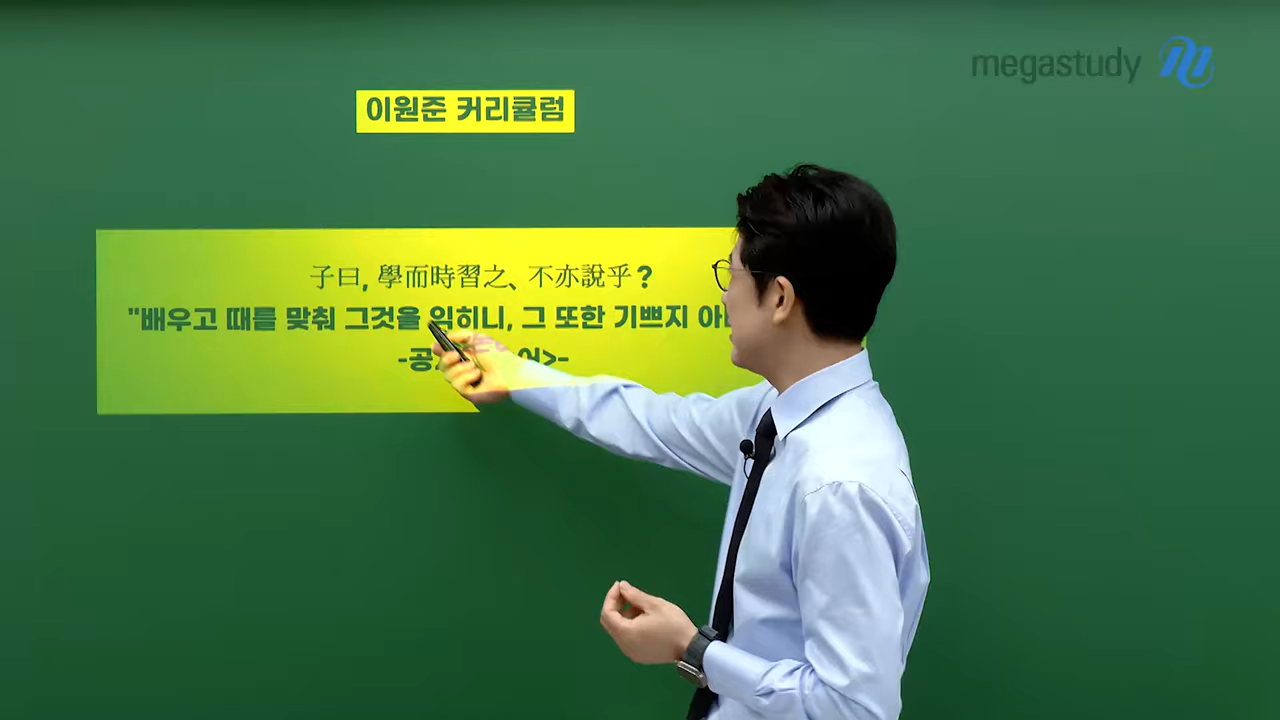 megastudy
이원준 커리큘럼
子曰, 學而時習之、不亦說乎?
"배우고 때를 맞춰 그것을 익히니, 그 또한 기쁘지
-공 어>-